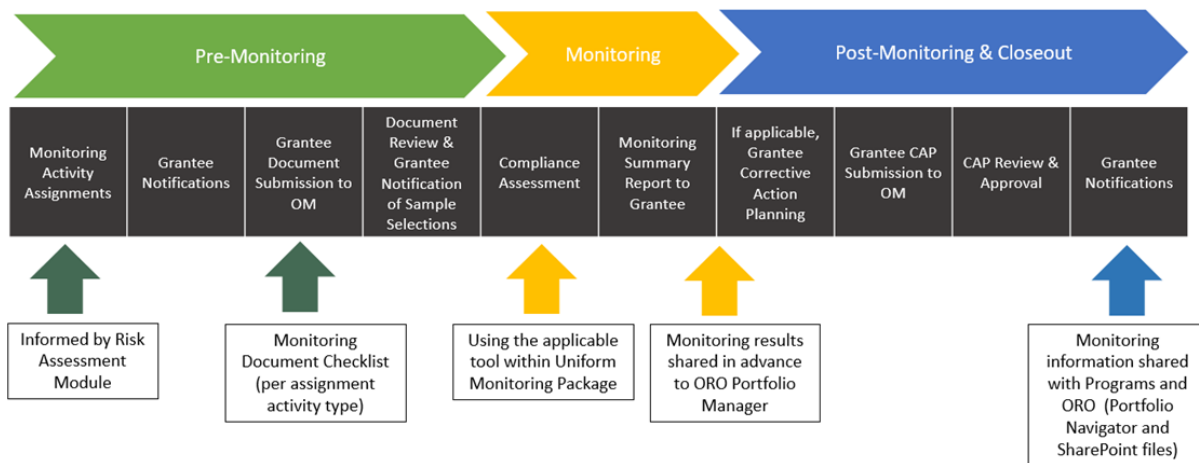 Pre-Monitoring
Monitoring
Post-Monitoring & Closeout
Monitoring
Activity
Assignments
Grantee
Notifications
Grantee
Document
Submission to
OM
Document
Review &
Grantee
Notification
of Sample
Selections
Compliance
Assessment
Monitoring
Summary
Report to
Grantee
If applicable,
Grantee
Corrective
Action
Planning
Grantee CAP
Submission to
OM
CAP Review &
Approval
Grantee
Notifications
Informed by Risk
Assessment
Module
Monitoring
Document Checklist
(per assignment
activity type)
Using the applicable
tool within Uniform
Monitoring Package
Monitoring results
shared in advance
to ORO Portfolio
Manager
Monitoring
information shared
with Programs and
ORO (Portfolio
Navigator and
SharePoint files)